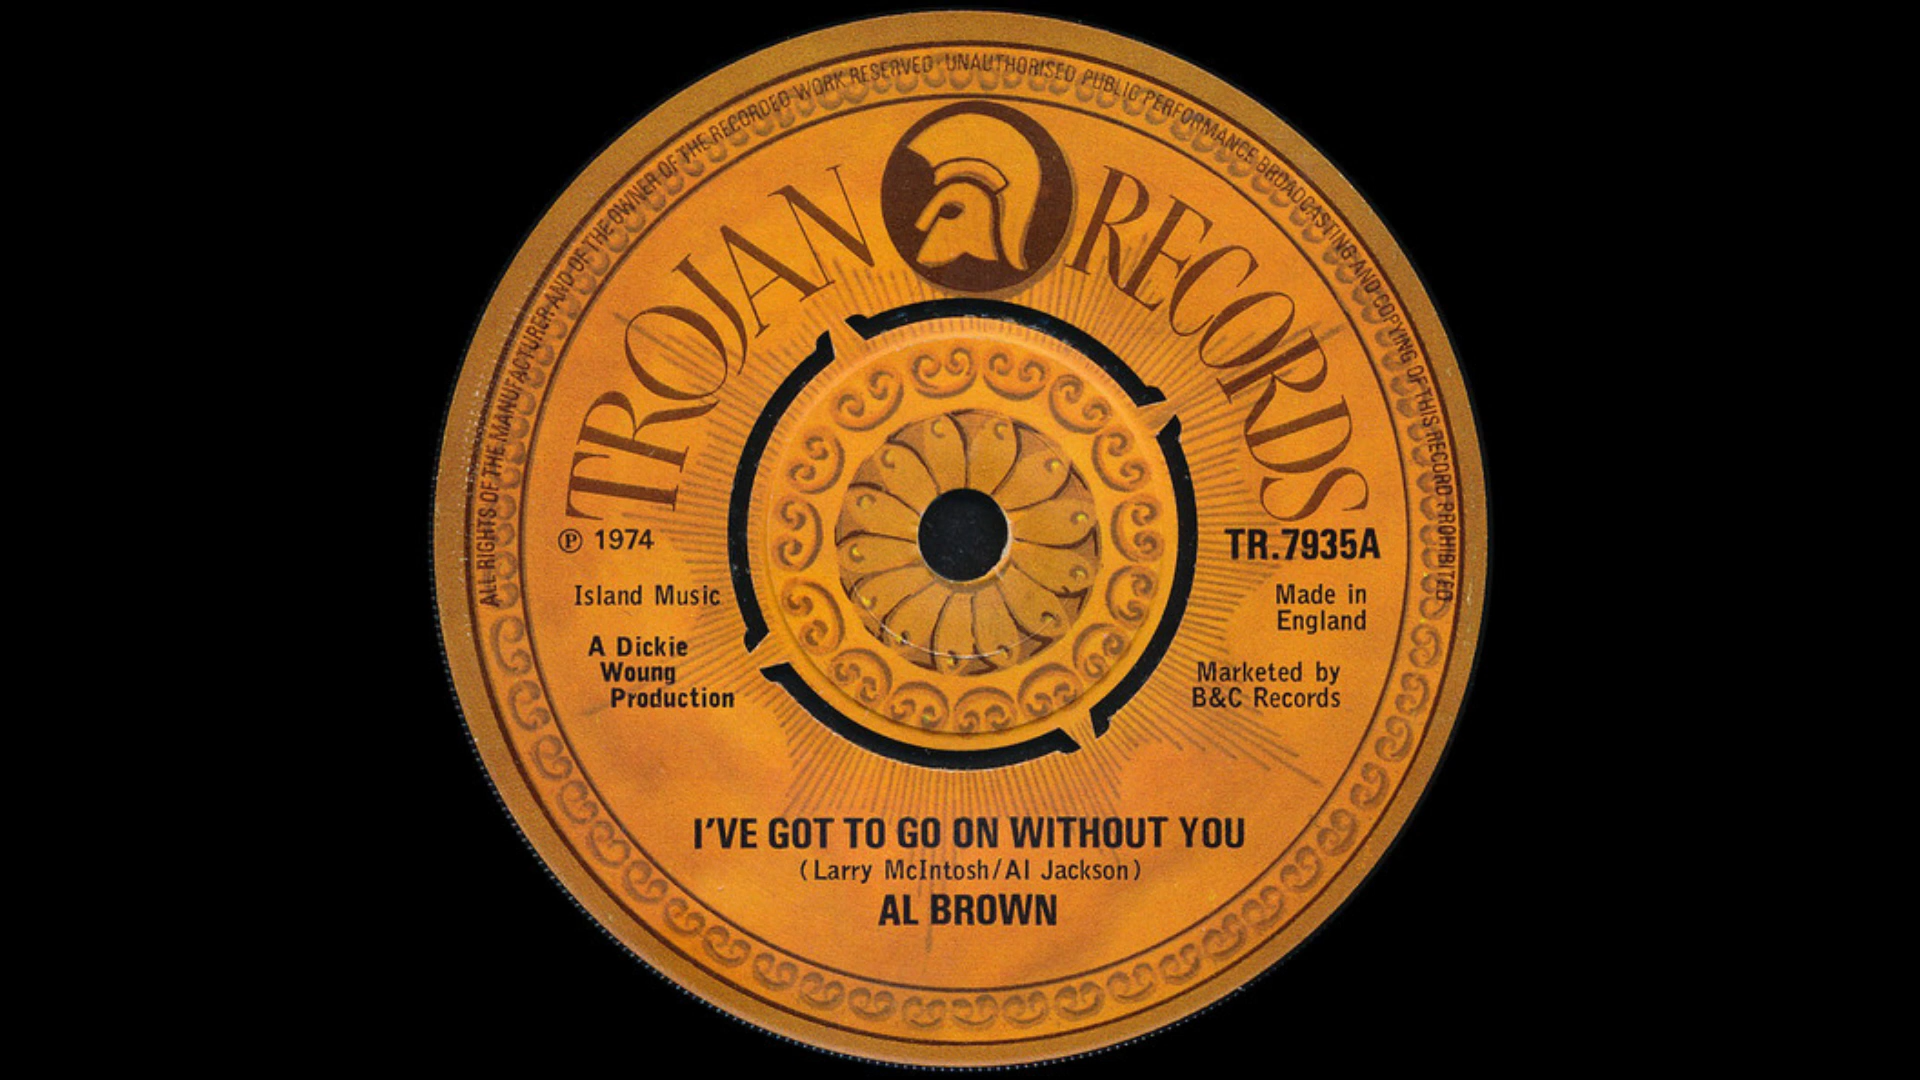 ALL RIGHTS OF THE MANUFACTURER AND OF THE OWNER OF THE RECORDED WORK RESERVED · UNAUTHORISED PUBLIC PERFORMANCE BROADCASTING AND COPYING OF THIS RECORD PROHIBITED
TROJAN RECORDS
Ⓟ 1974
TR.7935A
Island Music
Made in
England
A Dickie
Woung
Production
Marketed by
B&C Records
I'VE GOT TO GO ON WITHOUT YOU
(Larry McIntosh/Al Jackson)
AL BROWN